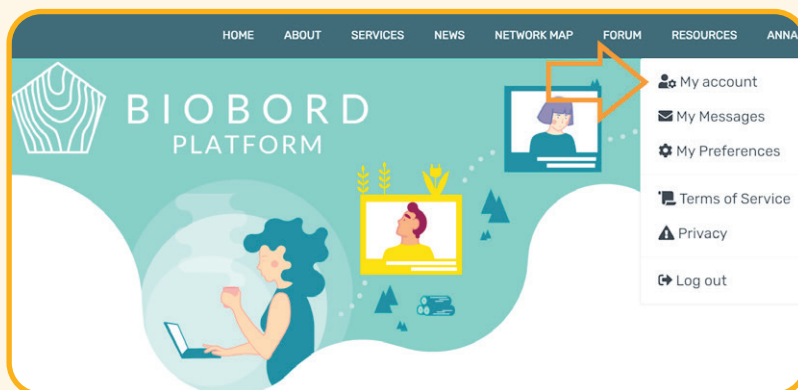 HOME ABOUT SERVICES NEWS NETWORK MAP FORUM RESOURCES ANNA
BIOBORD
PLATFORM
My account
My Messages
My Preferences
Terms of Service
Privacy
Log out